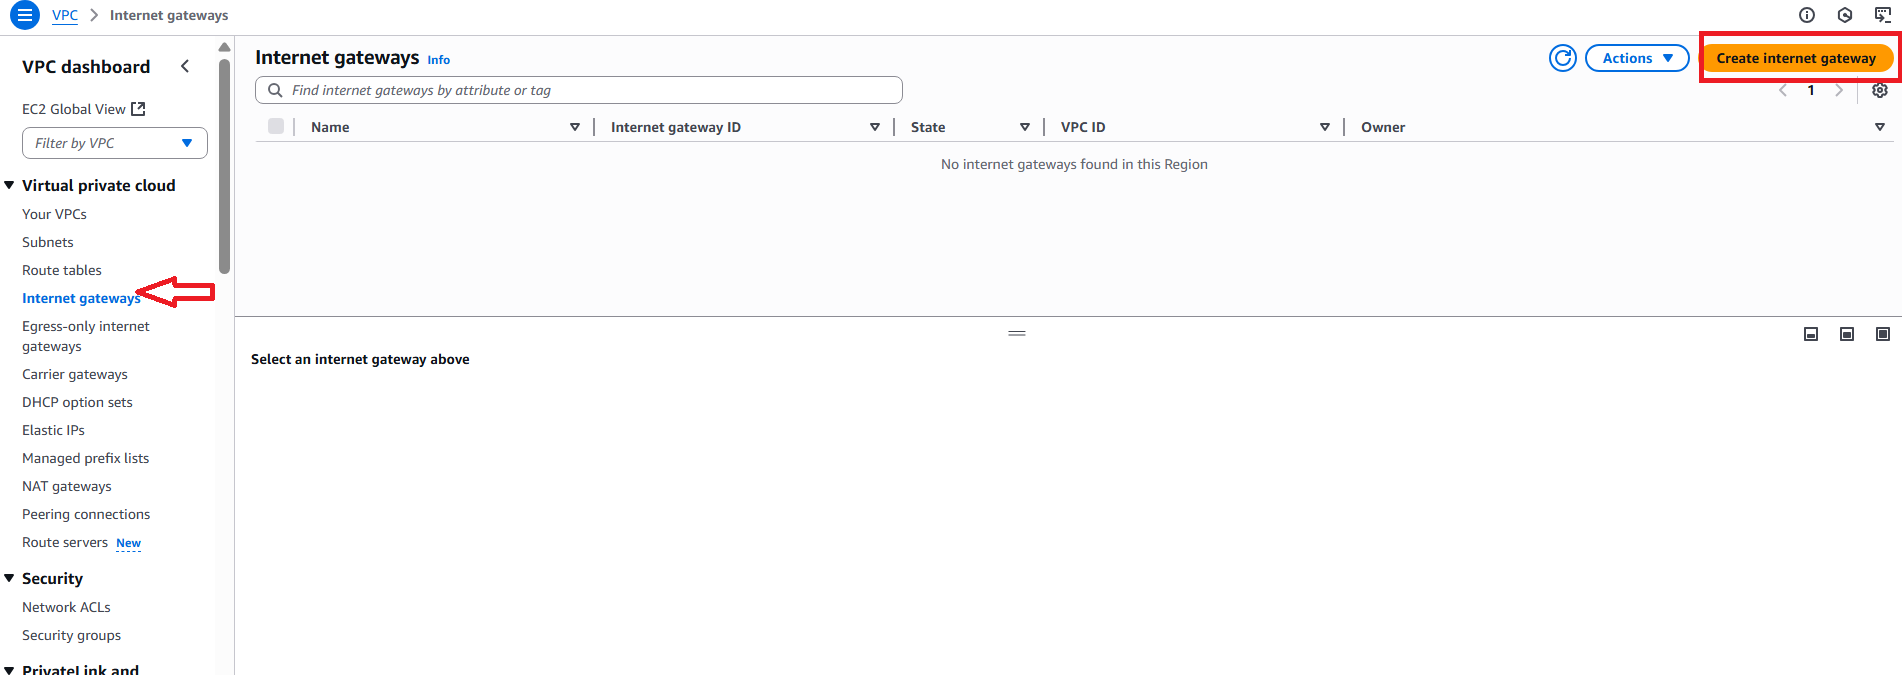 VPC > Internet gateways
VPC dashboard
EC2 Global View
Filter by VPC
Virtual private cloud
Your VPCs
Subnets
Route tables
Internet gateways
Egress-only internet
gateways
Carrier gateways
DHCP option sets
Elastic IPs
Managed prefix lists
NAT gateways
Peering connections
Route servers New
Security
Network ACLs
Security groups
PrivateLink and
Internet gateways Info
Actions
Create internet gateway
Find internet gateways by attribute or tag
1
Name Internet gateway ID State VPC ID Owner
No internet gateways found in this Region
Select an internet gateway above